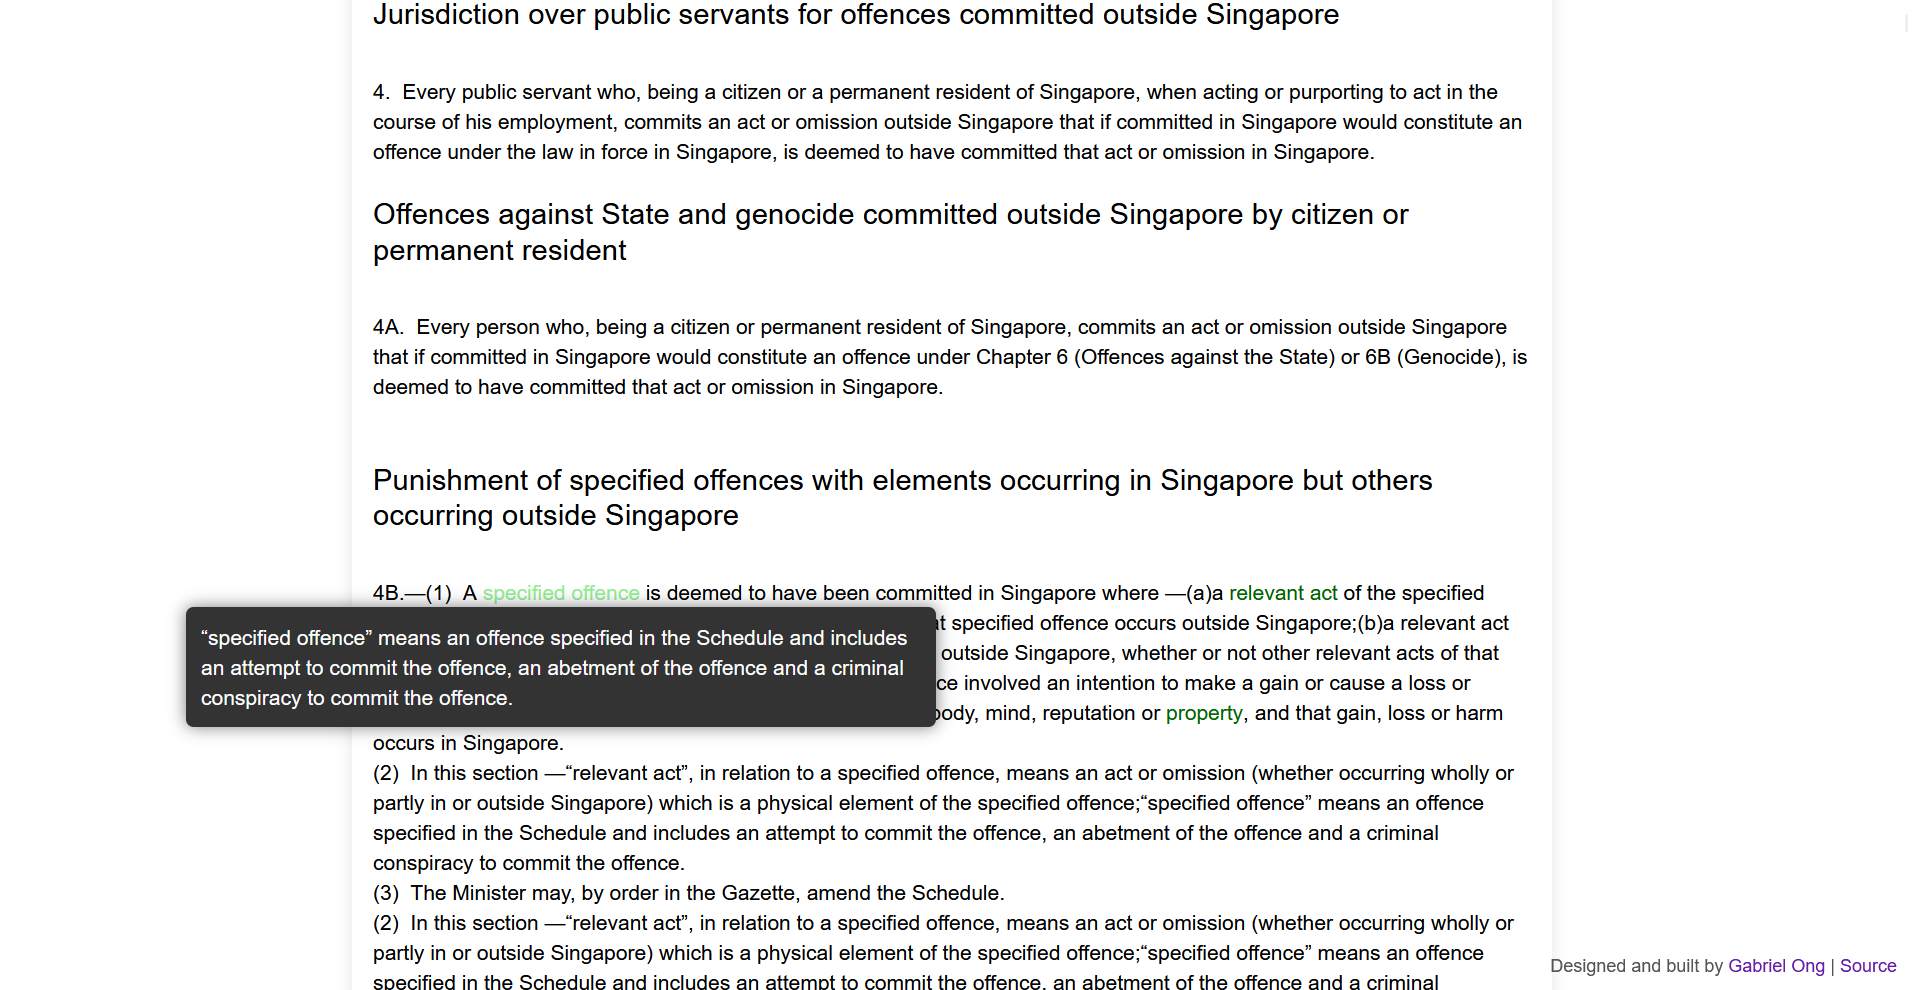 Jurisdiction over public servants for offences committed outside Singapore
4.  Every public servant who, being a citizen or a permanent resident of Singapore, when acting or purporting to act in the
course of his employment, commits an act or omission outside Singapore that if committed in Singapore would constitute an
offence under the law in force in Singapore, is deemed to have committed that act or omission in Singapore.
Offences against State and genocide committed outside Singapore by citizen or
permanent resident
4A.  Every person who, being a citizen or permanent resident of Singapore, commits an act or omission outside Singapore
that if committed in Singapore would constitute an offence under Chapter 6 (Offences against the State) or 6B (Genocide), is
deemed to have committed that act or omission in Singapore.
Punishment of specified offences with elements occurring in Singapore but others
occurring outside Singapore
4B.—(1)  A specified offence is deemed to have been committed in Singapore where —(a)a relevant act of the specified
specified offence occurs outside Singapore;(b)a relevant act
outside Singapore, whether or not other relevant acts of that
involved an intention to make a gain or cause a loss or
mind, reputation or property, and that gain, loss or harm
“specified offence” means an offence specified in the Schedule and includes
an attempt to commit the offence, an abetment of the offence and a criminal
conspiracy to commit the offence.
occurs in Singapore.
(2)  In this section —“relevant act”, in relation to a specified offence, means an act or omission (whether occurring wholly or
partly in or outside Singapore) which is a physical element of the specified offence;“specified offence” means an offence
specified in the Schedule and includes an attempt to commit the offence, an abetment of the offence and a criminal
conspiracy to commit the offence.
(3)  The Minister may, by order in the Gazette, amend the Schedule.
(2)  In this section —“relevant act”, in relation to a specified offence, means an act or omission (whether occurring wholly or
partly in or outside Singapore) which is a physical element of the specified offence;“specified offence” means an offence
specified in the Schedule and includes an attempt to commit the offence, an abetment of the offence and a criminal
Designed and built by Gabriel Ong | Source